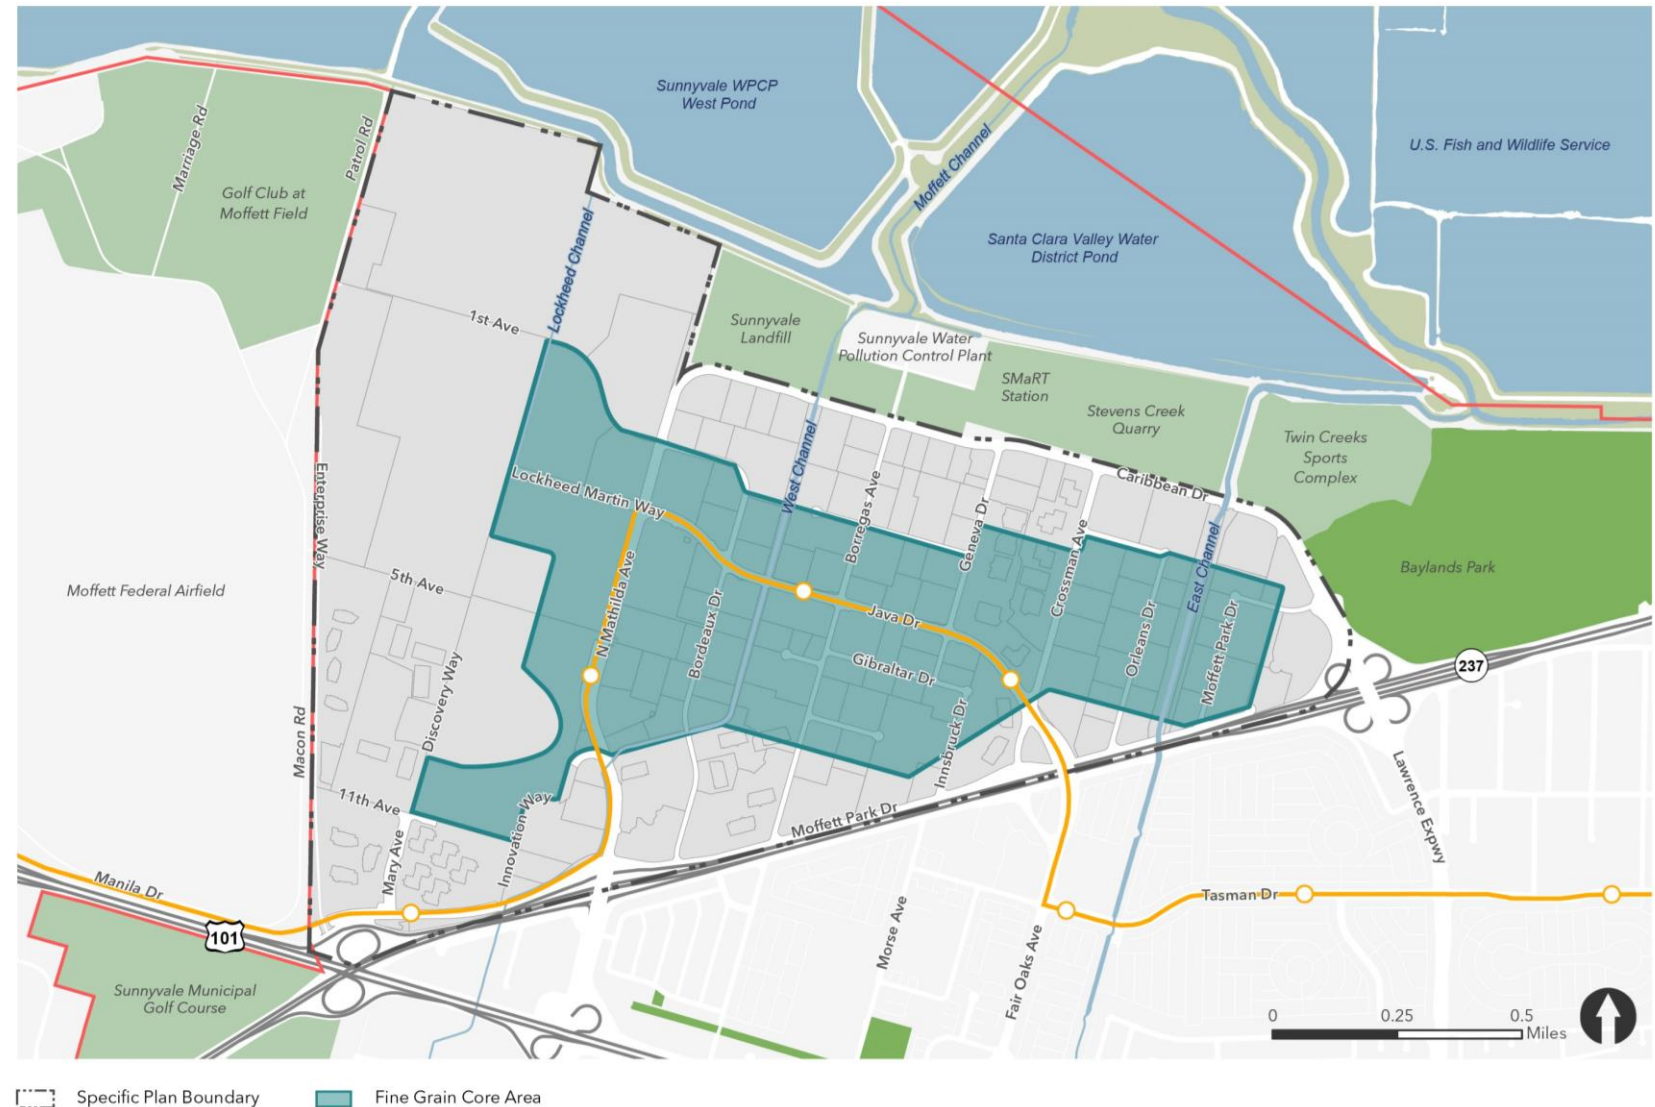 Sunnyvale WPCP
West Pond
Moffett Channel
U.S. Fish and Wildlife Service
Marriage Rd
Patrol Rd
Golf Club at
Moffett Field
Santa Clara Valley Water
District Pond
Lockheed Channel
1st Ave
Sunnyvale
Landfill
Sunnyvale Water
Pollution Control Plant
SMaRT
Station
Stevens Creek
Quarry
Twin Creeks
Sports
Complex
West Channel
Borregas Ave
Geneva Dr
Crossman Ave
Caribbean Dr
East Channel
Lockheed Martin Way
Enterprise Way
Moffett Federal Airfield
5th Ave
N Mathilda Ave
Bordeaux Dr
Java Dr
Gibraltar Dr
Orleans Dr
Moffett Park Dr
Baylands Park
237
Discovery Way
Macon Rd
Innsbruck Dr
11th Ave
Innovation Way
Moffett Park Dr
Lawrence Expwy
Mary Ave
Manila Dr
101
Tasman Dr
Morse Ave
Fair Oaks Ave
Sunnyvale Municipal
Golf Course
0 0.25 0.5
Miles
Specific Plan Boundary
Fine Grain Core Area